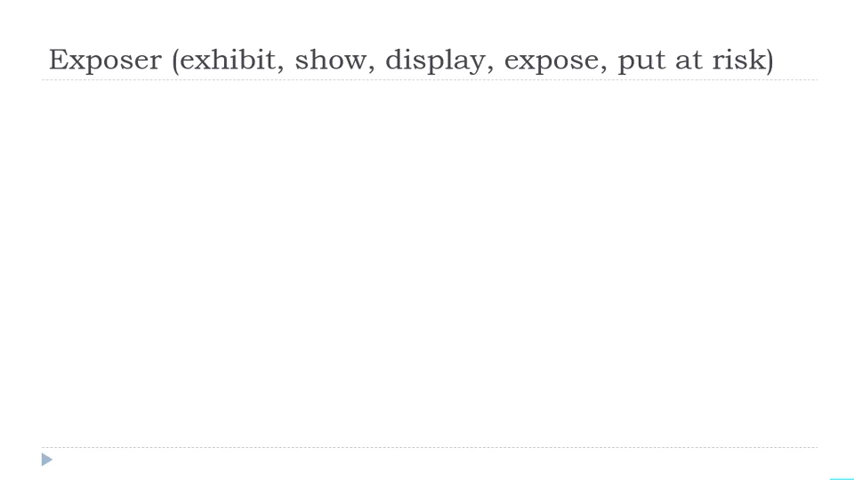 Exposer (exhibit, show, display, expose, put at risk)